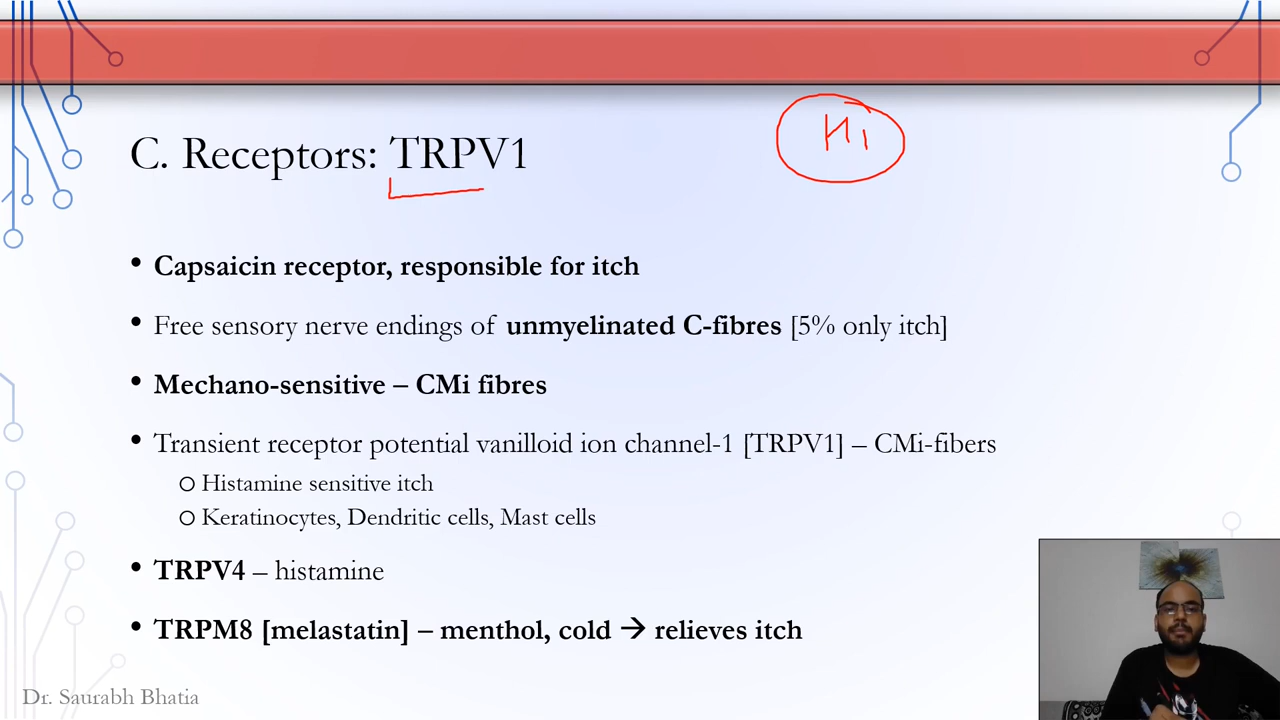 H1
C. Receptors: TRPV1
• Capsaicin receptor, responsible for itch
• Free sensory nerve endings of unmyelinated C-fibres [5% only itch]
• Mechano-sensitive – CMi fibres
• Transient receptor potential vanilloid ion channel-1 [TRPV1] – CMi-fibers
o Histamine sensitive itch
o Keratinocytes, Dendritic cells, Mast cells
• TRPV4 – histamine
• TRPM8 [melastatin] – menthol, cold → relieves itch
Dr. Saurabh Bhatia